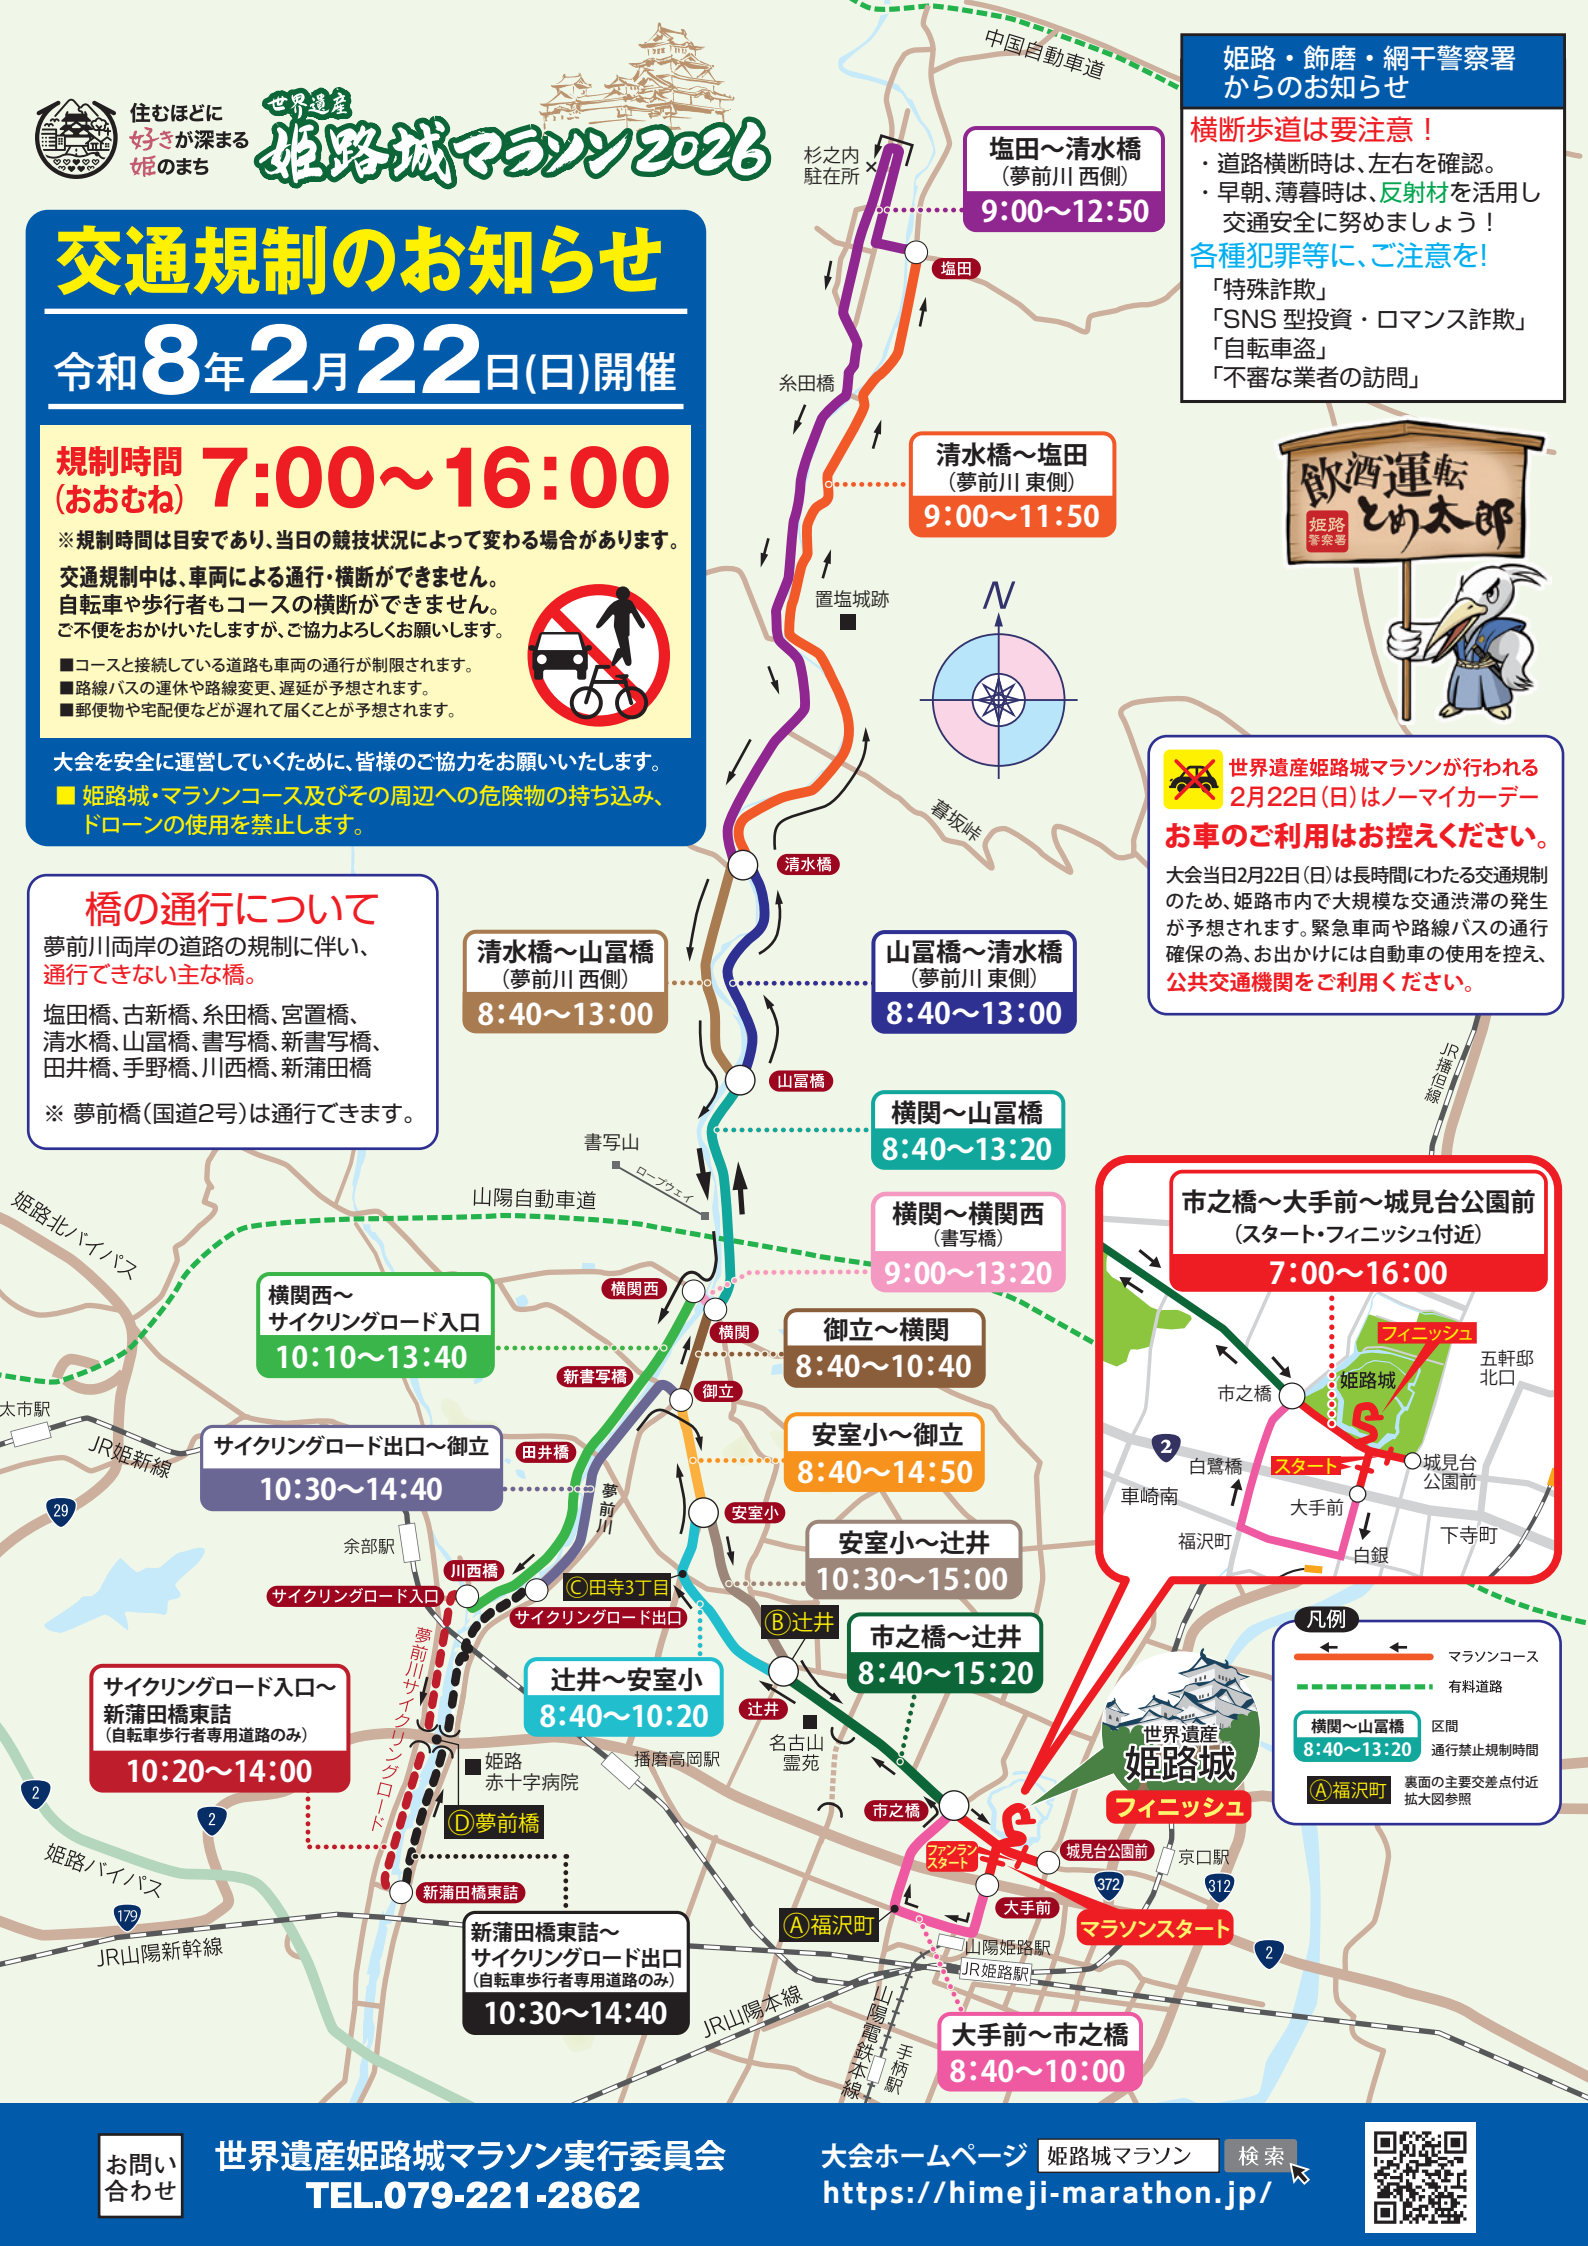 住むほどに
好きが深まる
姫のまち
世界遺産
姫路城マラソン2026
交通規制のお知らせ
令和8年2月22日(日)開催
規制時間
(おおむね)
7:00〜16:00
※規制時間は目安であり、当日の競技状況によって変わる場合があります。
交通規制中は、車両による通行・横断ができません。
自転車や歩行者もコースの横断ができません。
ご不便をおかけいたしますが、ご協力よろしくお願いします。
■コースと接続している道路も車両の通行が制限されます。
■路線バスの運休や路線変更、遅延が予想されます。
■郵便物や宅配便などが遅れて届くことが予想されます。
大会を安全に運営していくために、皆様のご協力をお願いいたします。
■ 姫路城・マラソンコース及びその周辺への危険物の持ち込み、
ドローンの使用を禁止します。
橋の通行について
夢前川両岸の道路の規制に伴い、
通行できない主な橋。
塩田橋、古新橋、糸田橋、宮置橋、
清水橋、山冨橋、書写橋、新書写橋、
田井橋、手野橋、川西橋、新蒲田橋
※ 夢前橋(国道2号)は通行できます。
姫路・飾磨・網干警察署
からのお知らせ
横断歩道は要注意！
・道路横断時は、左右を確認。
・早朝、薄暮時は、反射材を活用し
交通安全に努めましょう！
各種犯罪等に、ご注意を!
「特殊詐欺」
「SNS 型投資・ロマンス詐欺」
「自転車盗」
「不審な業者の訪問」
飲酒運転
とめ太郎
姫路
警察署
世界遺産姫路城マラソンが行われる
2月22日(日)はノーマイカーデー
お車のご利用はお控えください。
大会当日2月22日(日)は長時間にわたる交通規制
のため、姫路市内で大規模な交通渋滞の発生
が予想されます。緊急車両や路線バスの通行
確保の為、お出かけには自動車の使用を控え、
公共交通機関をご利用ください。
中国自動車道
杉之内
駐在所
塩田〜清水橋
(夢前川 西側)
9:00〜12:50
塩田
糸田橋
清水橋〜塩田
(夢前川 東側)
9:00〜11:50
置塩城跡
N
暮坂峠
清水橋
清水橋〜山冨橋
(夢前川 西側)
8:40〜13:00
山冨橋〜清水橋
(夢前川 東側)
8:40〜13:00
山冨橋
横関〜山冨橋
8:40〜13:20
書写山
ロープウェイ
山陽自動車道
姫路北バイパス
横関〜横関西
(書写橋)
9:00〜13:20
横関西
横関
横関西〜
サイクリングロード入口
10:10〜13:40
御立〜横関
8:40〜10:40
新書写橋
御立
太市駅
JR姫新線
サイクリングロード出口〜御立
10:30〜14:40
田井橋
安室小〜御立
8:40〜14:50
夢前川
29
安室小
余部駅
安室小〜辻井
10:30〜15:00
川西橋
サイクリングロード入口
Ⓒ田寺3丁目
サイクリングロード出口
Ⓑ辻井
市之橋〜辻井
8:40〜15:20
夢前川サイクリングロード
サイクリングロード入口〜
新蒲田橋東詰
(自転車歩行者専用道路のみ)
10:20〜14:00
辻井〜安室小
8:40〜10:20
辻井
名古山
霊苑
播磨高岡駅
姫路
赤十字病院
Ⓓ夢前橋
2
2
姫路バイパス
179
JR山陽新幹線
新蒲田橋東詰
新蒲田橋東詰〜
サイクリングロード出口
(自転車歩行者専用道路のみ)
10:30〜14:40
市之橋
ファンラン
スタート
城見台公園前
大手前
Ⓐ福沢町
マラソンスタート
世界遺産
姫路城
フィニッシュ
京口駅
372
312
2
山陽姫路駅
JR姫路駅
JR山陽本線
山陽電鉄本線
手柄駅
大手前〜市之橋
8:40〜10:00
JR播但線
市之橋〜大手前〜城見台公園前
(スタート・フィニッシュ付近)
7:00〜16:00
フィニッシュ
五軒邸
北口
姫路城
市之橋
2
白鷺橋
スタート
城見台
公園前
車崎南
大手前
福沢町
白銀
下寺町
凡例
マラソンコース
有料道路
横関〜山冨橋
8:40〜13:20
区間
通行禁止規制時間
Ⓐ福沢町
裏面の主要交差点付近
拡大図参照
お問い
合わせ
世界遺産姫路城マラソン実行委員会
TEL.079-221-2862
大会ホームページ 姫路城マラソン 検索
https://himeji-marathon.jp/